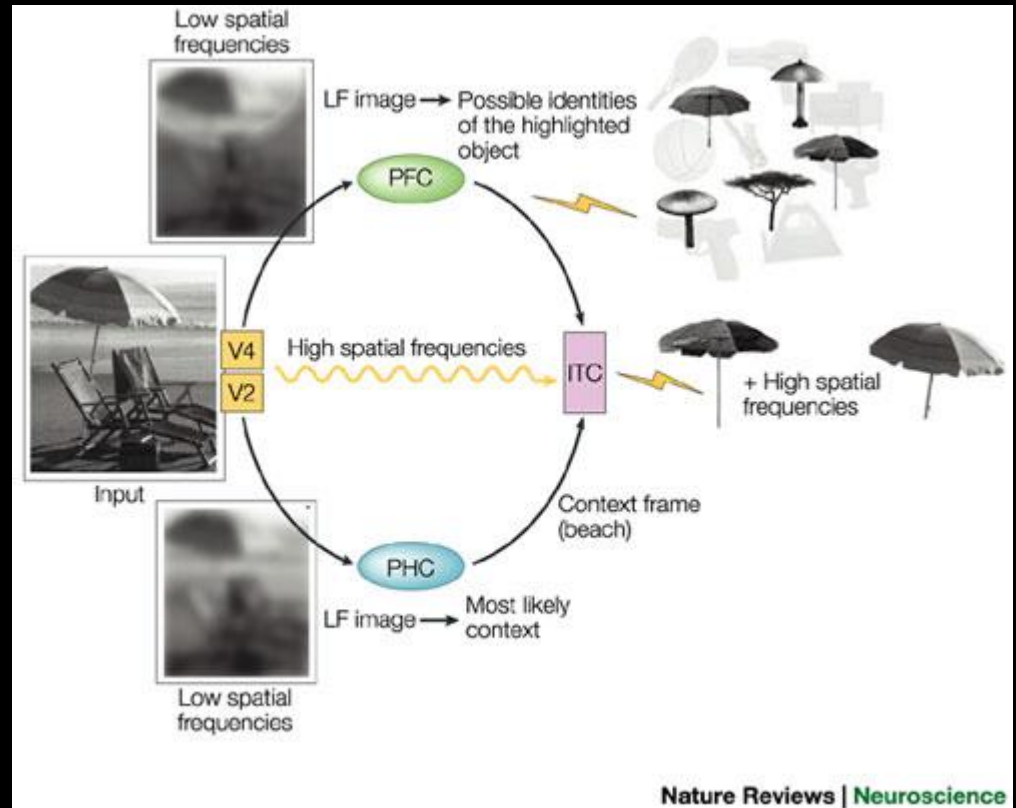 Low spatial
frequencies
LF image → Possible identities
of the highlighted
object
PFC
V4
High spatial frequencies
ITC
V2
+ High spatial
frequencies
Input
Context frame
(beach)
PHC
LF image → Most likely
context
Low spatial
frequencies
Nature Reviews | Neuroscience